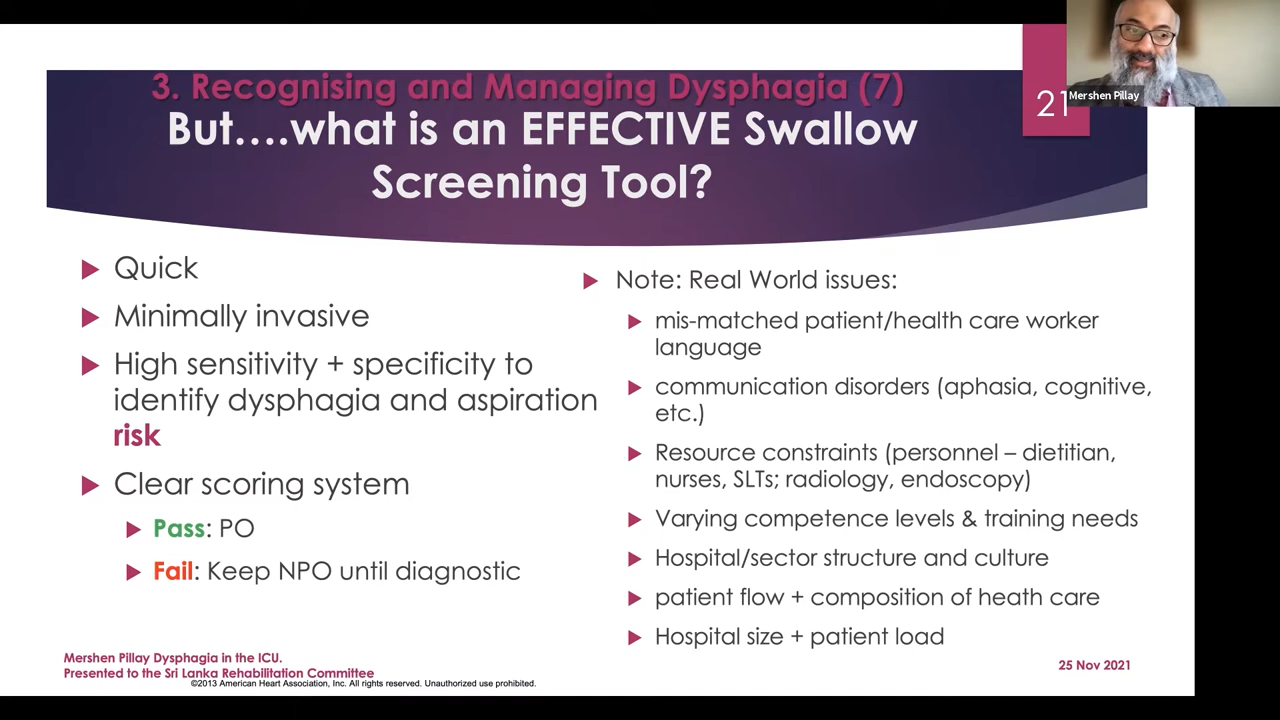 3. Recognising and Managing Dysphagia (7)
But....what is an EFFECTIVE Swallow
Screening Tool?
21
Mershen Pillay
Quick
Minimally invasive
High sensitivity + specificity to
identify dysphagia and aspiration
risk
Clear scoring system
Pass: PO
Fail: Keep NPO until diagnostic
Note: Real World issues:
mis-matched patient/health care worker
language
communication disorders (aphasia, cognitive,
etc.)
Resource constraints (personnel – dietitian,
nurses, SLTs; radiology, endoscopy)
Varying competence levels & training needs
Hospital/sector structure and culture
patient flow + composition of heath care
Hospital size + patient load
Mershen Pillay Dysphagia in the ICU.
Presented to the Sri Lanka Rehabilitation Committee
©2013 American Heart Association, Inc. All rights reserved. Unauthorized use prohibited.
25 Nov 2021